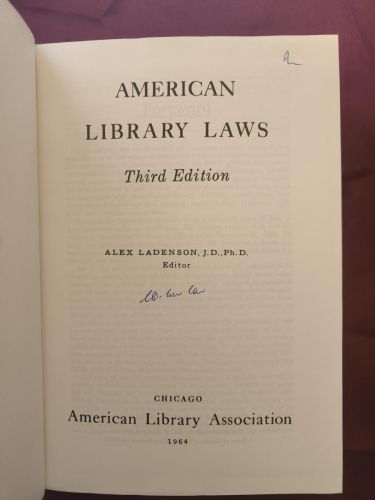 AMERICAN
LIBRARY LAWS
Third Edition
ALEX LADENSON, J.D., Ph.D.
Editor
CHICAGO
American Library Association
1964